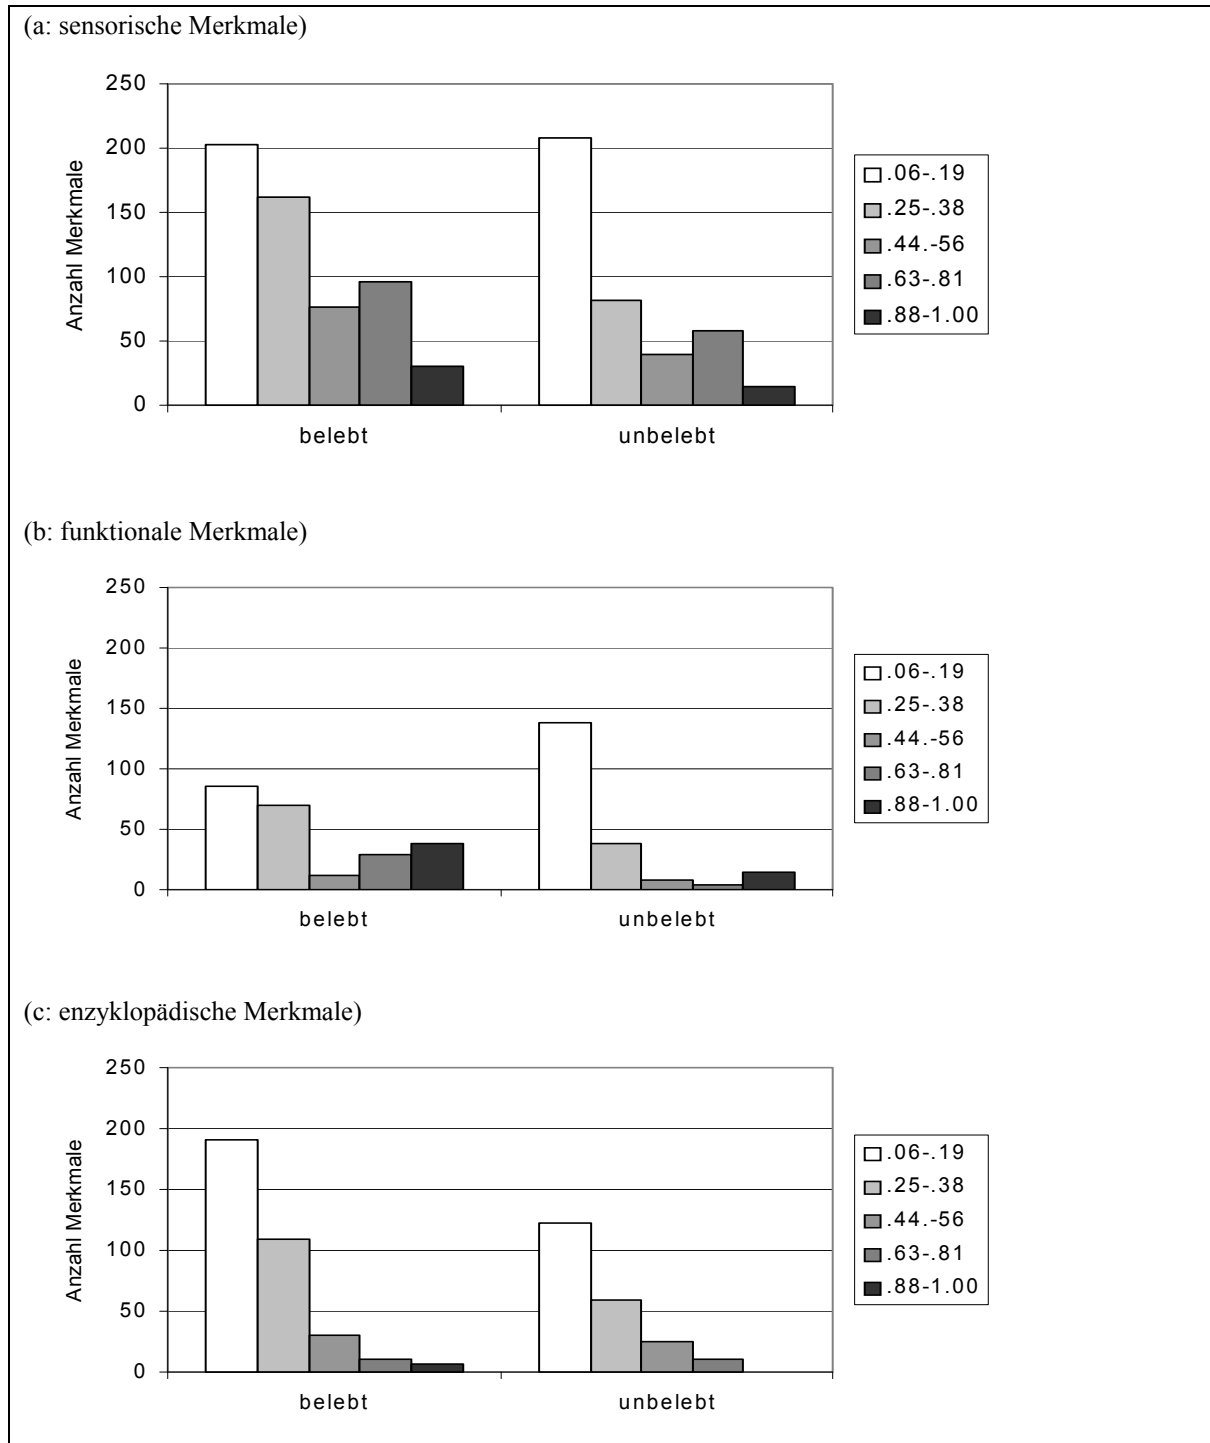 (a: sensorische Merkmale)
250
200
150
100
50
0
Anzahl Merkmale
belebt
unbelebt
.06-.19
.25-.38
.44.-56
.63-.81
.88-1.00
(b: funktionale Merkmale)
250
200
150
100
50
0
Anzahl Merkmale
belebt
unbelebt
.06-.19
.25-.38
.44.-56
.63-.81
.88-1.00
(c: enzyklopädische Merkmale)
250
200
150
100
50
0
Anzahl Merkmale
belebt
unbelebt
.06-.19
.25-.38
.44.-56
.63-.81
.88-1.00